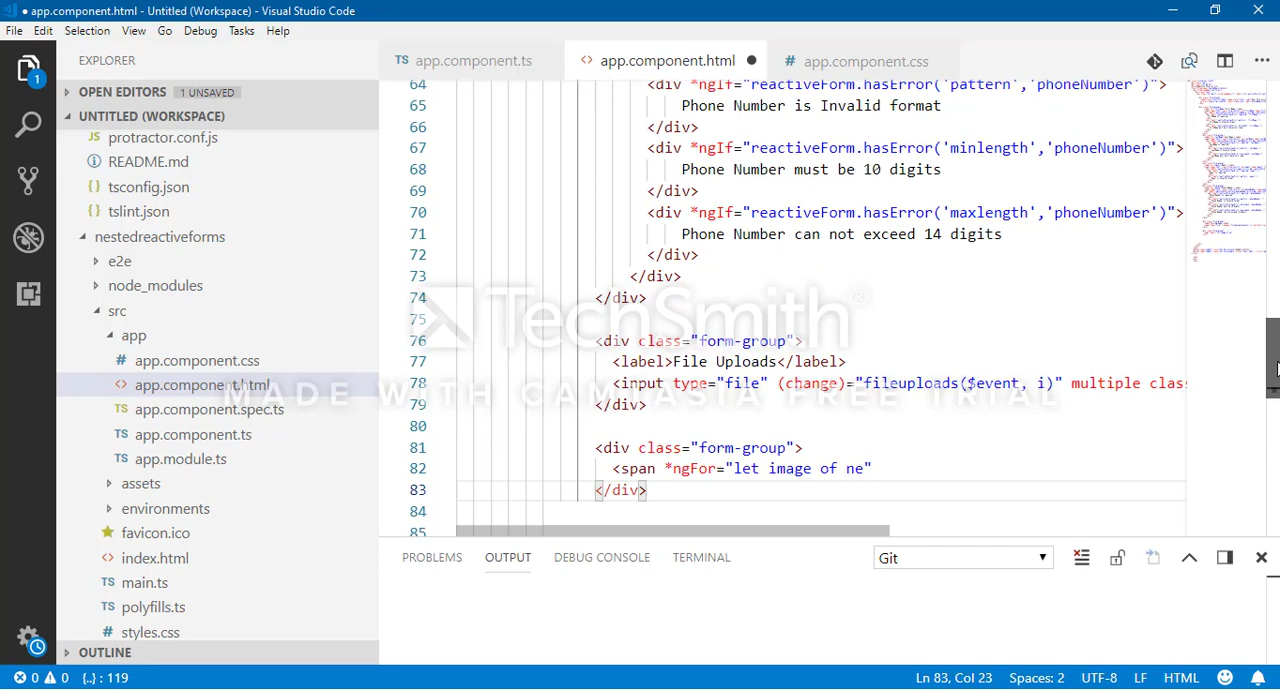 app.component.html - Untitled (Workspace) - Visual Studio Code
File Edit Selection View Go Debug Tasks Help
EXPLORER
TS app.component.ts
<> app.component.html
# app.component.css
1
OPEN EDITORS 1 UNSAVED
UNTITLED (WORKSPACE)
JS protractor.conf.js
README.md
{} tsconfig.json
{} tslint.json
nestedreactiveforms
e2e
node_modules
src
app
# app.component.css
<> app.component.html
TS app.component.spec.ts
TS app.component.ts
TS app.module.ts
assets
environments
favicon.ico
<> index.html
TS main.ts
TS polyfills.ts
# styles.css
OUTLINE
64 <div *ngIf="reactiveForm.hasError('pattern','phoneNumber')">
65 Phone Number is Invalid format
66 </div>
67 <div *ngIf="reactiveForm.hasError('minlength','phoneNumber')">
68 Phone Number must be 10 digits
69 </div>
70 <div *ngIf="reactiveForm.hasError('maxlength','phoneNumber')">
71 Phone Number can not exceed 14 digits
72 </div>
73 </div>
74 </div>
75
76 <div class="form-group">
77 <label>File Uploads</label>
78 <input type="file" (change)="fileuploads($event, i)" multiple clas
79 </div>
80
81 <div class="form-group">
82 <span *ngFor="let image of ne"
83 </div>
84
85
TechSmith®
MADE WITH CAMTASIA FREE TRIAL
PROBLEMS OUTPUT DEBUG CONSOLE TERMINAL
Git
0 0 {..} : 119
Ln 83, Col 23 Spaces: 2 UTF-8 LF HTML